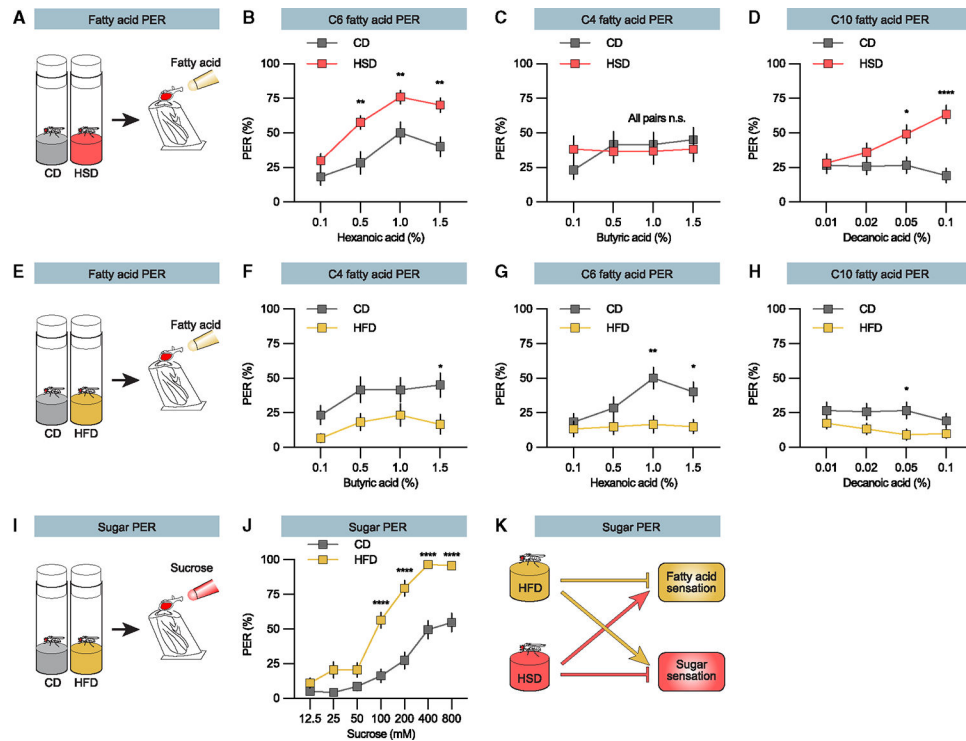 A
Fatty acid PER
Fatty acid
CD
HSD
B
C6 fatty acid PER
CD
HSD
PER (%)
100
75
50
25
0
**
**
**
0.1 0.5 1.0 1.5
Hexanoic acid (%)
C
C4 fatty acid PER
CD
HSD
PER (%)
100
75
50
25
0
All pairs n.s.
0.1 0.5 1.0 1.5
Butyric acid (%)
D
C10 fatty acid PER
CD
HSD
PER (%)
100
75
50
25
0
*
****
0.01 0.02 0.05 0.1
Decanoic acid (%)
E
Fatty acid PER
Fatty acid
CD
HFD
F
C4 fatty acid PER
CD
HFD
PER (%)
100
75
50
25
0
*
0.1 0.5 1.0 1.5
Butyric acid (%)
G
C6 fatty acid PER
CD
HFD
PER (%)
100
75
50
25
0
**
*
0.1 0.5 1.0 1.5
Hexanoic acid (%)
H
C10 fatty acid PER
CD
HFD
PER (%)
100
75
50
25
0
*
0.01 0.02 0.05 0.1
Decanoic acid (%)
I
Sugar PER
Sucrose
CD
HFD
J
Sugar PER
CD
HFD
PER (%)
100
75
50
25
0
****
****
****
****
12.5 25 50 100 200 400 800
Sucrose (mM)
K
Sugar PER
HFD
Fatty acid
sensation
HSD
Sugar
sensation